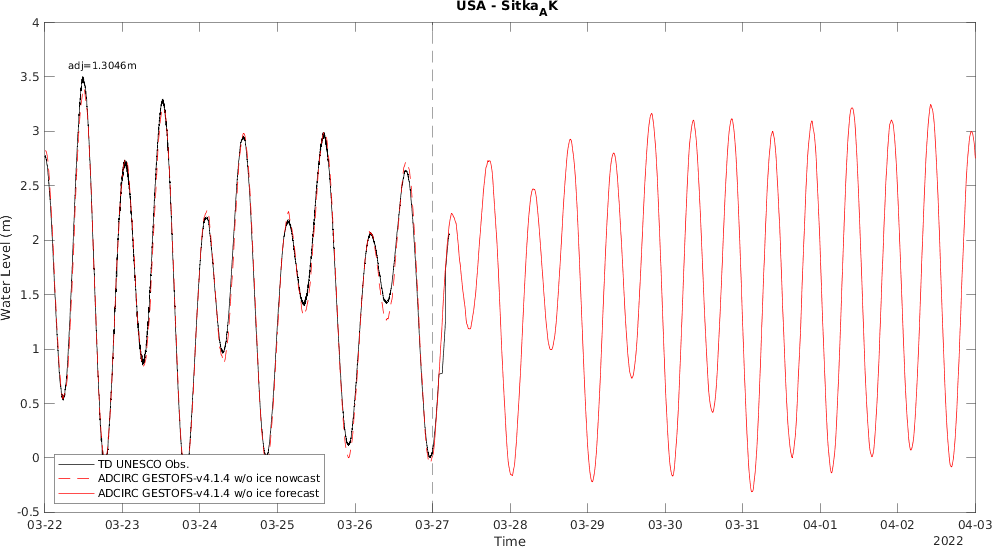 USA - Sitka_AK
adj=1.3046m
4
3.5
3
2.5
2
1.5
1
0.5
0
-0.5
Water Level (m)
TD UNESCO Obs.
ADCIRC GESTOFS-v4.1.4 w/o ice nowcast
ADCIRC GESTOFS-v4.1.4 w/o ice forecast
03-22 03-23 03-24 03-25 03-26 03-27 03-28 03-29 03-30 03-31 04-01 04-02 04-03
Time
2022